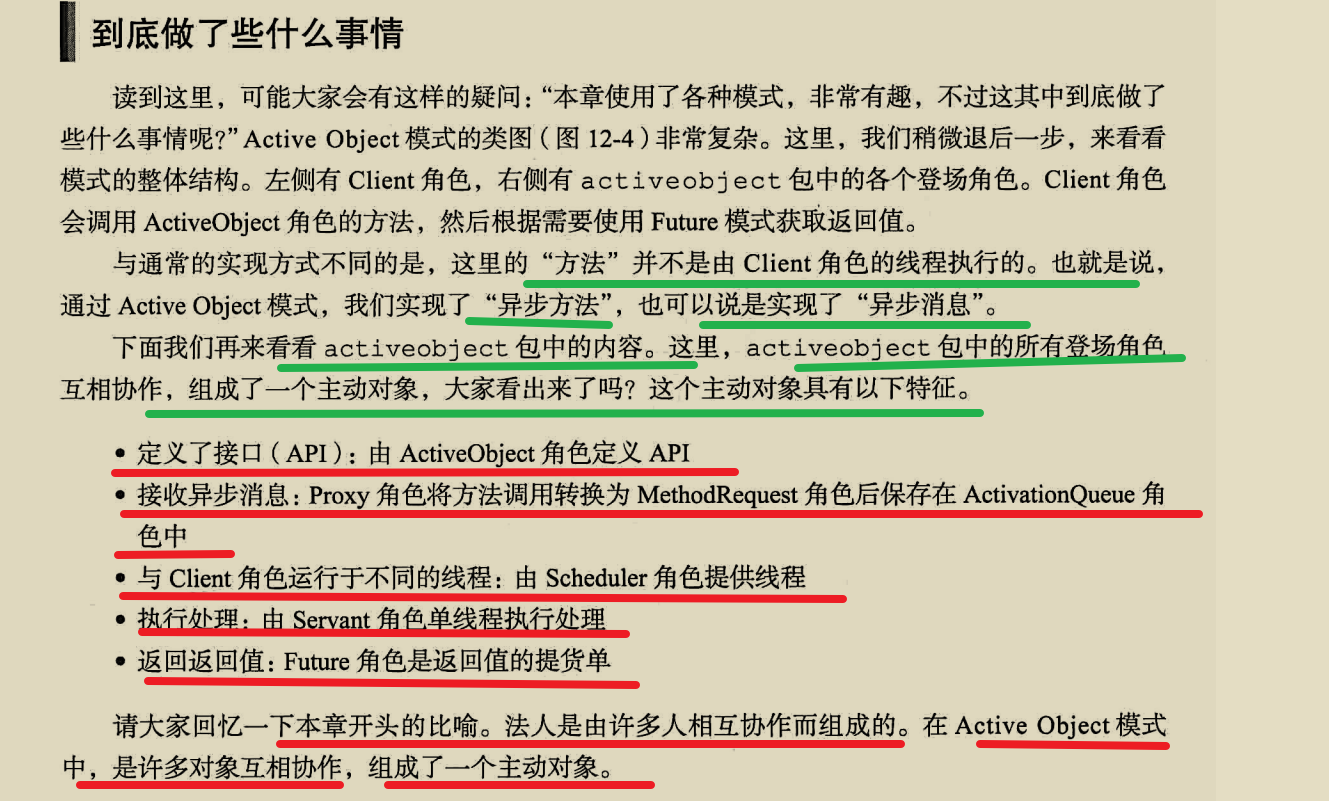 到底做了些什么事情
读到这里，可能大家会有这样的疑问：“本章使用了各种模式，非常有趣，不过这其中到底做了
些什么事情呢?”Active Object 模式的类图（图 12-4）非常复杂。这里，我们稍微退后一步，来看看
模式的整体结构。左侧有 Client 角色，右侧有 activeobject 包中的各个登场角色。Client 角色
会调用 ActiveObject 角色的方法，然后根据需要使用 Future 模式获取返回值。
与通常的实现方式不同的是，这里的“方法”并不是由 Client 角色的线程执行的。也就是说，
通过 Active Object 模式，我们实现了“异步方法”，也可以说是实现了“异步消息”。
下面我们再来看看 activeobject 包中的内容。这里，activeobject 包中的所有登场角色
互相协作，组成了一个主动对象，大家看出来了吗？这个主动对象具有以下特征。
• 定义了接口（API）：由 ActiveObject 角色定义 API
• 接收异步消息：Proxy 角色将方法调用转换为 MethodRequest 角色后保存在 ActivationQueue 角
色中
• 与 Client 角色运行于不同的线程：由 Scheduler 角色提供线程
• 执行处理：由 Servant 角色单线程执行处理
• 返回返回值：Future 角色是返回值的提货单
请大家回忆一下本章开头的比喻。法人是由许多人相互协作而组成的。在 Active Object 模式
中，是许多对象互相协作，组成了一个主动对象。